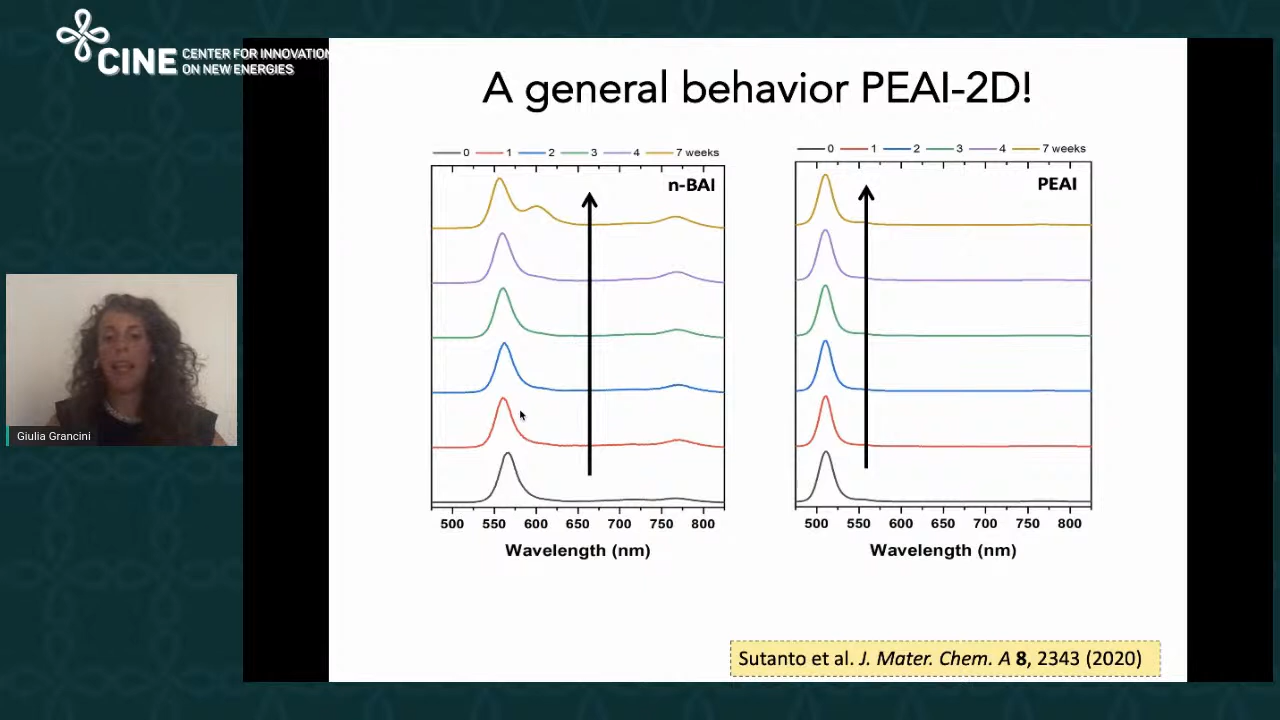 CINE CENTER FOR INNOVATION
ON NEW ENERGIES
A general behavior PEAI-2D!
0 1 2 3 4 7 weeks
n-BAI
500 550 600 650 700 750 800
Wavelength (nm)
0 1 2 3 4 7 weeks
PEAI
500 550 600 650 700 750 800
Wavelength (nm)
Giulia Grancini
Sutanto et al. J. Mater. Chem. A 8, 2343 (2020)